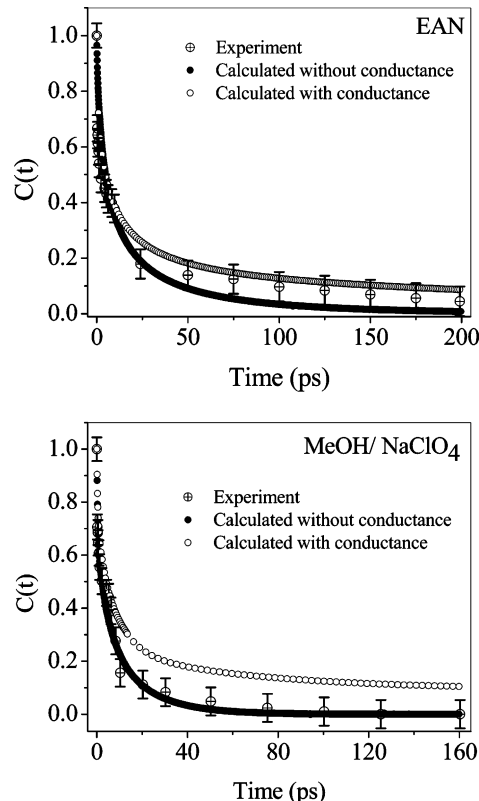 EAN
Experiment
Calculated without conductance
Calculated with conductance
1.0
0.8
0.6
0.4
0.2
0.0
C(t)
0 50 100 150 200
Time (ps)
MeOH/ NaClO4
Experiment
Calculated without conductance
Calculated with conductance
1.0
0.8
0.6
0.4
0.2
0.0
C(t)
0 40 80 120 160
Time (ps)